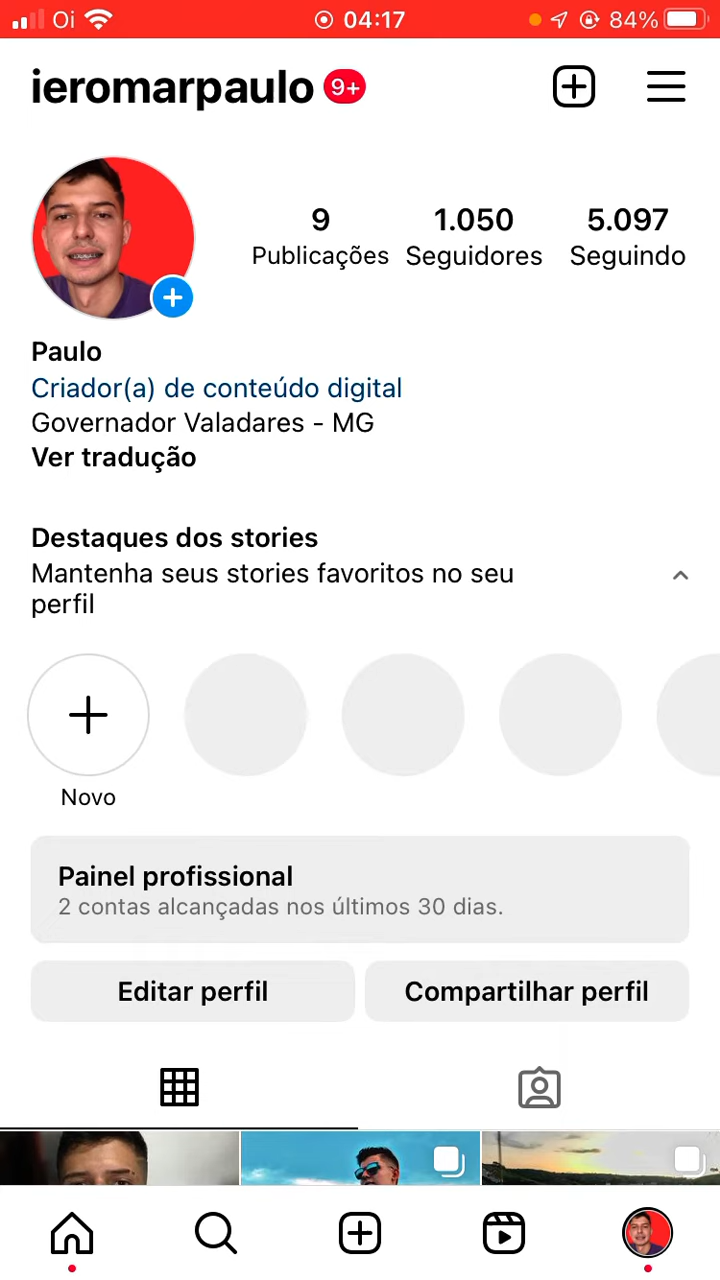 Oi 04:17 84%
ieromarpaulo 9+
9 1.050 5.097
Publicações Seguidores Seguindo
Paulo
Criador(a) de conteúdo digital
Governador Valadares - MG
Ver tradução
Destaques dos stories
Mantenha seus stories favoritos no seu
perfil
Novo
Painel profissional
2 contas alcançadas nos últimos 30 dias.
Editar perfil Compartilhar perfil